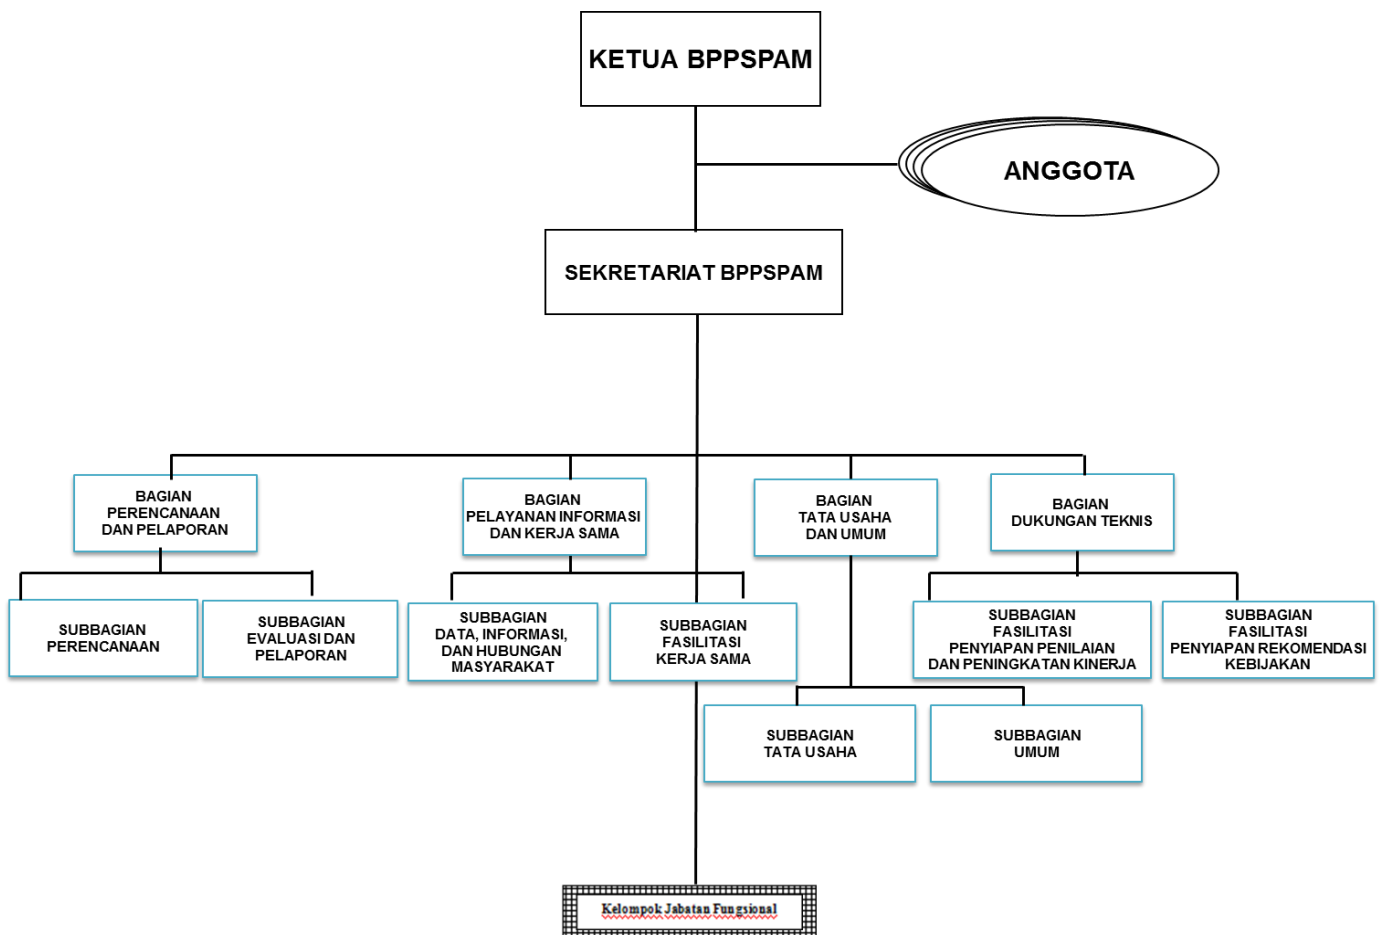 KETUA BPPSPAM
ANGGOTA
SEKRETARIAT BPPSPAM
BAGIAN
PERENCANAAN
DAN PELAPORAN
BAGIAN
PELAYANAN INFORMASI
DAN KERJA SAMA
BAGIAN
TATA USAHA
DAN UMUM
BAGIAN
DUKUNGAN TEKNIS
SUBBAGIAN
PERENCANAAN
SUBBAGIAN
EVALUASI DAN
PELAPORAN
SUBBAGIAN
DATA, INFORMASI,
DAN HUBUNGAN
MASYARAKAT
SUBBAGIAN
FASILITASI
KERJA SAMA
SUBBAGIAN
FASILITASI
PENYIAPAN PENILAIAN
DAN PENINGKATAN KINERJA
SUBBAGIAN
FASILITASI
PENYIAPAN REKOMENDASI
KEBIJAKAN
SUBBAGIAN
TATA USAHA
SUBBAGIAN
UMUM
Kelompok Jabatan Fungsional